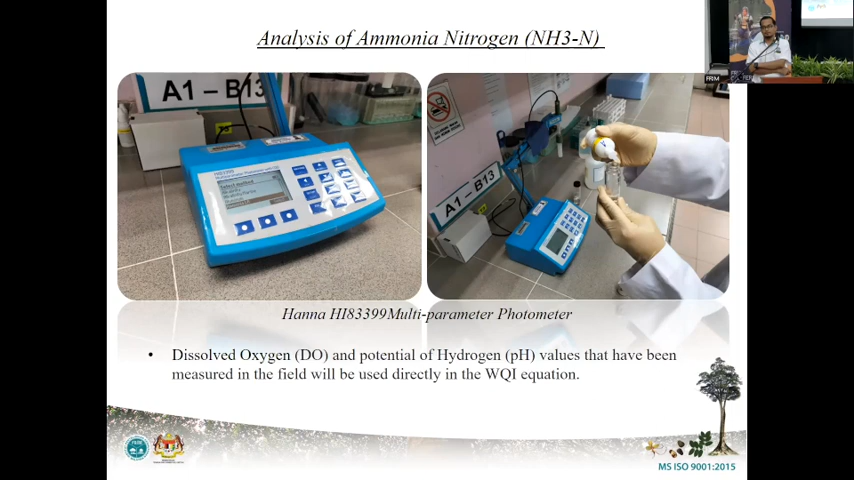 Analysis of Ammonia Nitrogen (NH3-N)
A1 – B13
A1 – B13
Hanna HI83399Multi-parameter Photometer
• Dissolved Oxygen (DO) and potential of Hydrogen (pH) values that have been
measured in the field will be used directly in the WQI equation.
MS ISO 9001:2015
FRIM